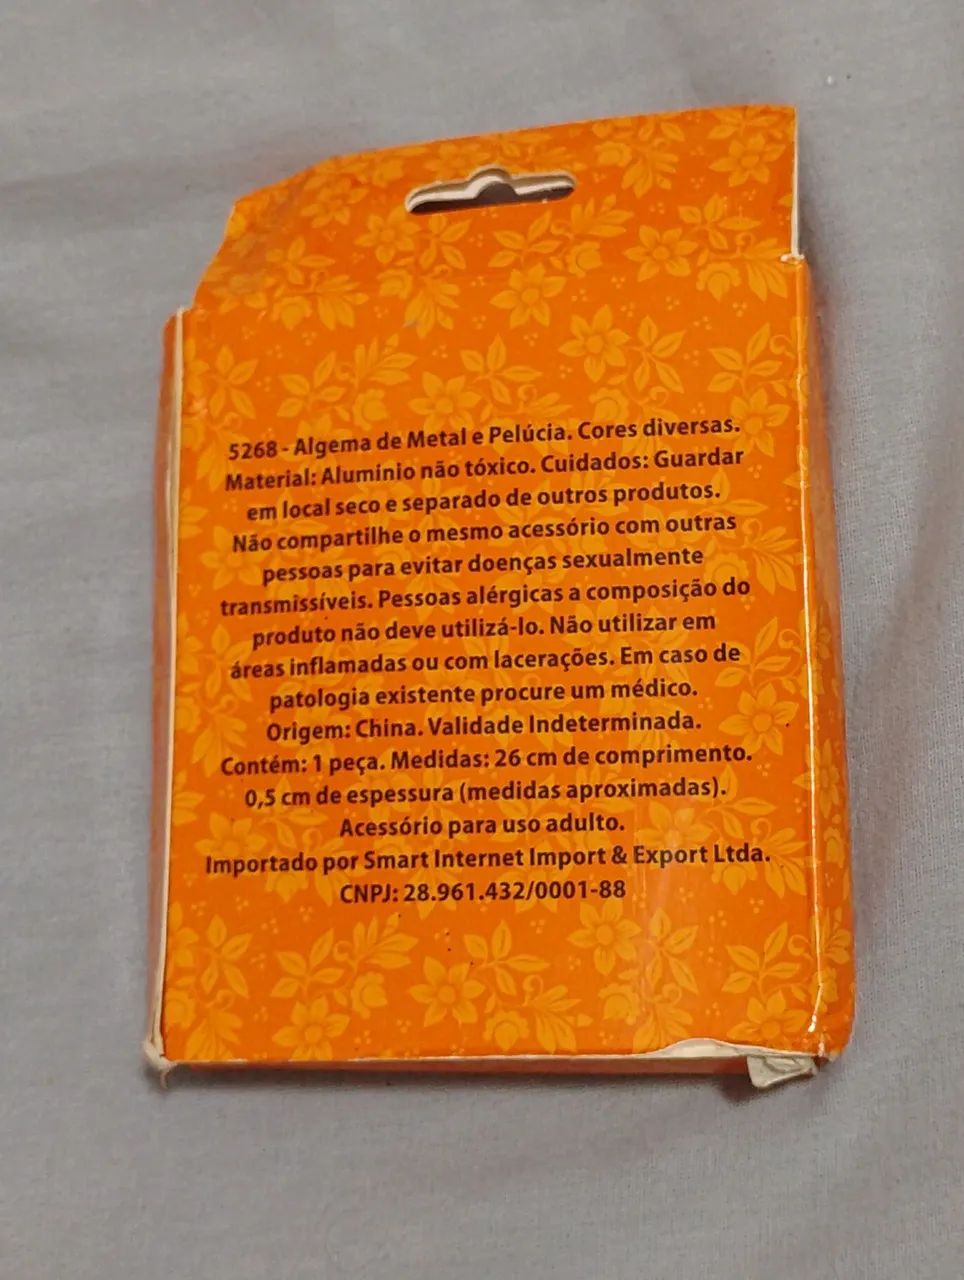 5268 - Algema de Metal e Pelúcia. Cores diversas.
Material: Aluminio não tóxico. Cuidados: Guardar
em local seco e separado de outros produtos.
Não compartilhe o mesmo acessório com outras
pessoas para evitar doenças sexualmente
transmissíveis. Pessoas alérgicas a composição do
produto não deve utilizá-lo. Não utilizar em
áreas inflamadas ou com lacerações. Em caso de
patologia existente procure um médico.
Origem: China. Validade Indeterminada.
Contém: 1 peça. Medidas: 26 cm de comprimento.
0,5 cm de espessura (medidas aproximadas).
Acessório para uso adulto.
Importado por Smart Internet Import & Export Ltda.
CNPJ: 28.961.432/0001-88